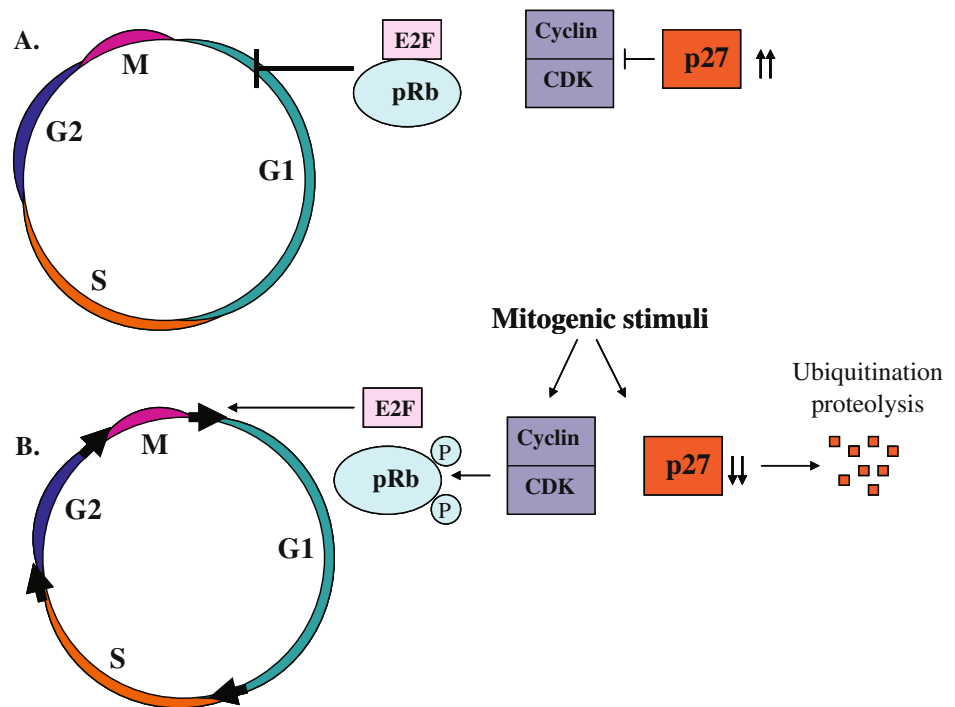 A.
M
G2
G1
S
E2F
pRb
Cyclin
CDK
p27
Mitogenic stimuli
Ubiquitination
proteolysis
B.
M
G2
G1
S
E2F
pRb
P
P
Cyclin
CDK
p27